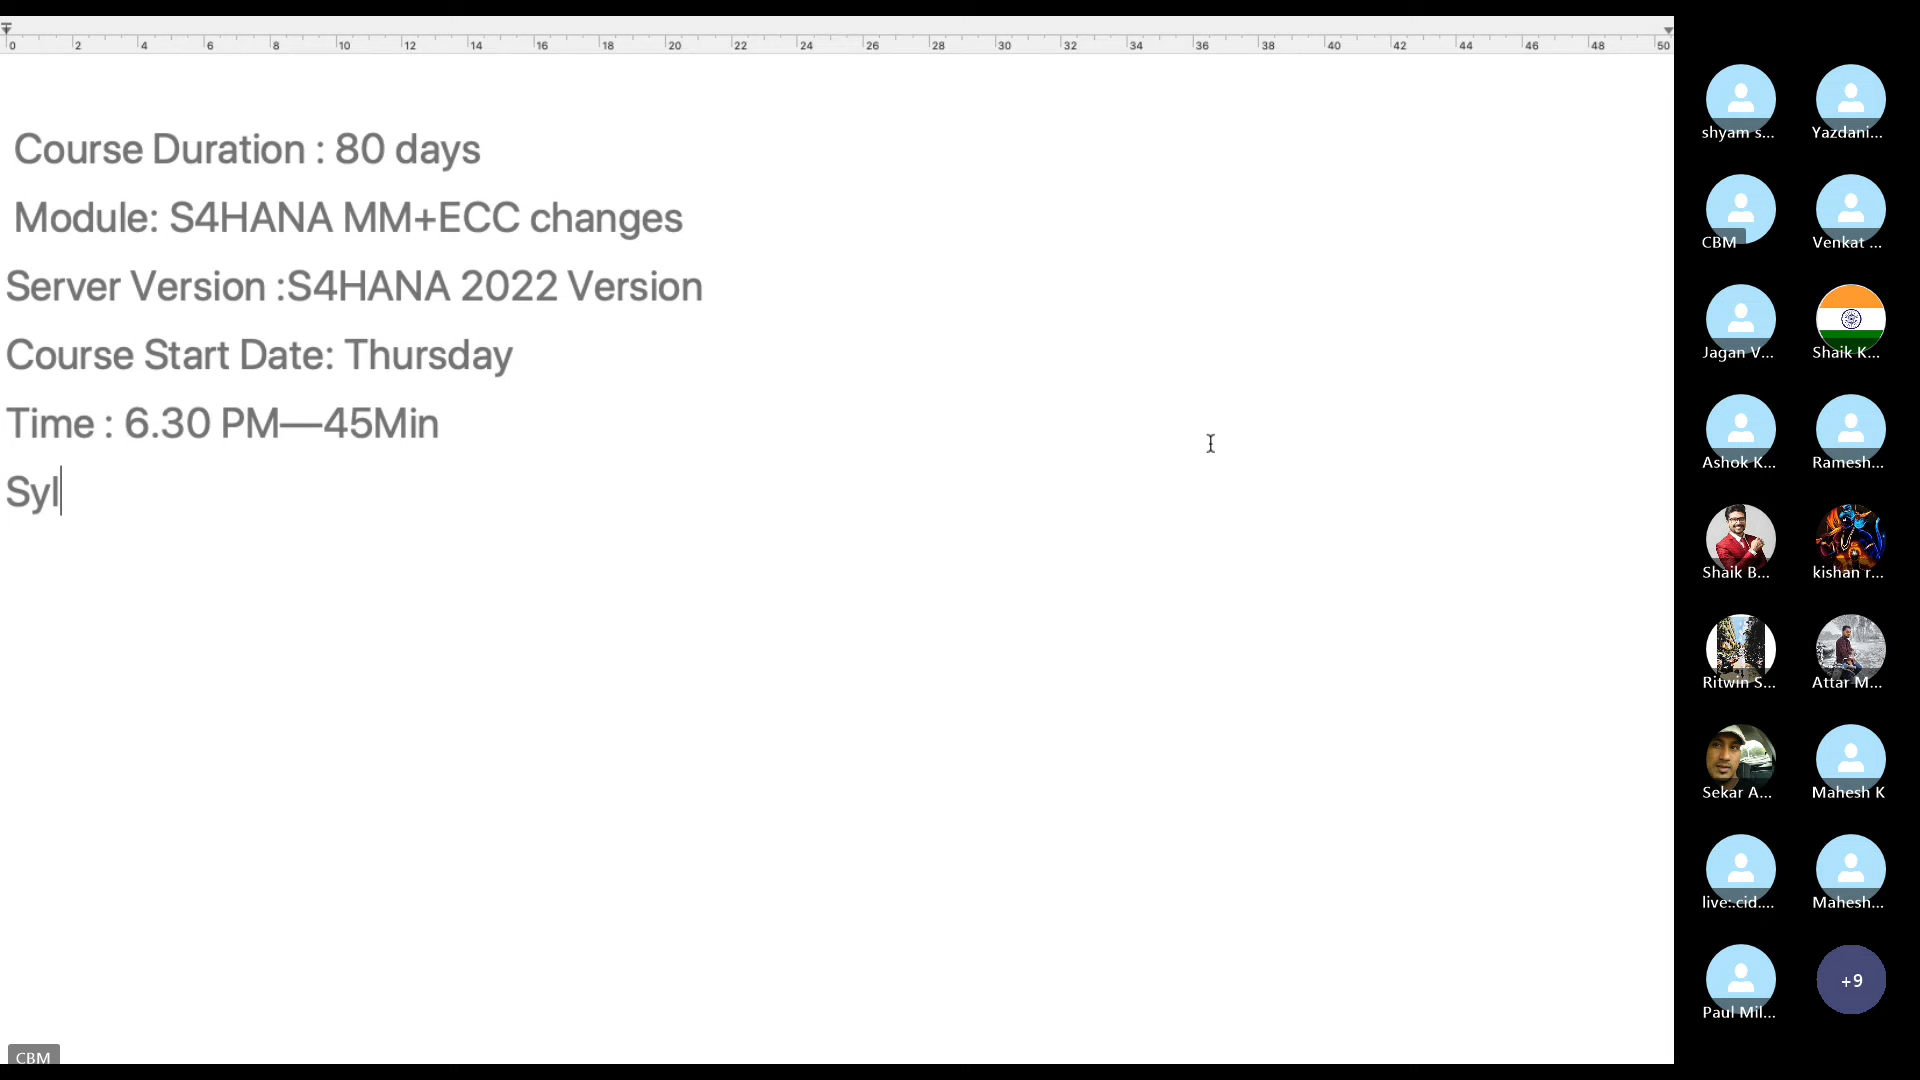 0 2 4 6 8 10 12 14 16 18 20 22 24 26 28 30 32 34 36 38 40 42 44 46 48 50
Course Duration : 80 days
Module: S4HANA MM+ECC changes
Server Version :S4HANA 2022 Version
Course Start Date: Thursday
Time : 6.30 PM—45Min
Syl
CBM
shyam s... Yazdani...
CBM Venkat ...
Jagan V... Shaik K...
Ashok K... Ramesh...
Shaik B... kishan r...
Ritwin S... Attar M...
Sekar A... Mahesh K
live:.cid.... Mahesh...
Paul Mil... +9